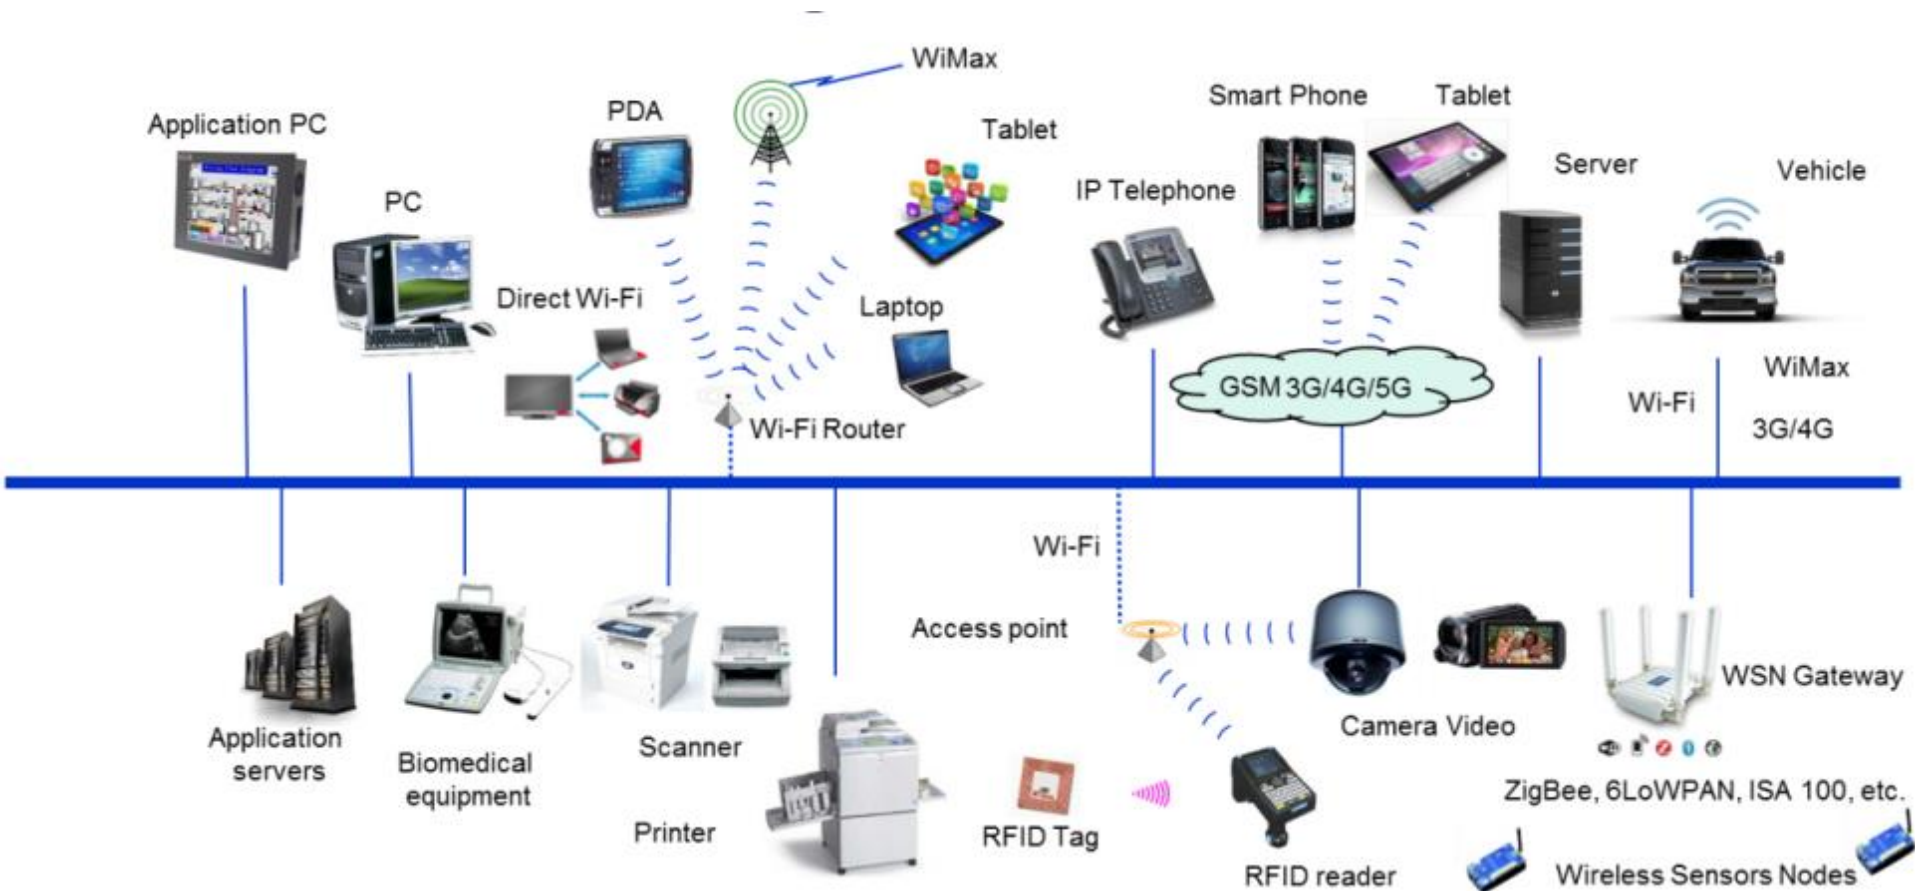 WiMax
Smart Phone
Tablet
PDA
Application PC
Tablet
Server
Vehicle
IP Telephone
PC
Direct Wi-Fi
Laptop
WiMax
GSM 3G/4G/5G
Wi-Fi
Wi-Fi Router
3G/4G
Wi-Fi
Access point
WSN Gateway
Camera Video
Application
servers
Scanner
Biomedical
equipment
ZigBee, 6LoWPAN, ISA 100, etc.
Printer
RFID Tag
RFID reader
Wireless Sensors Nodes